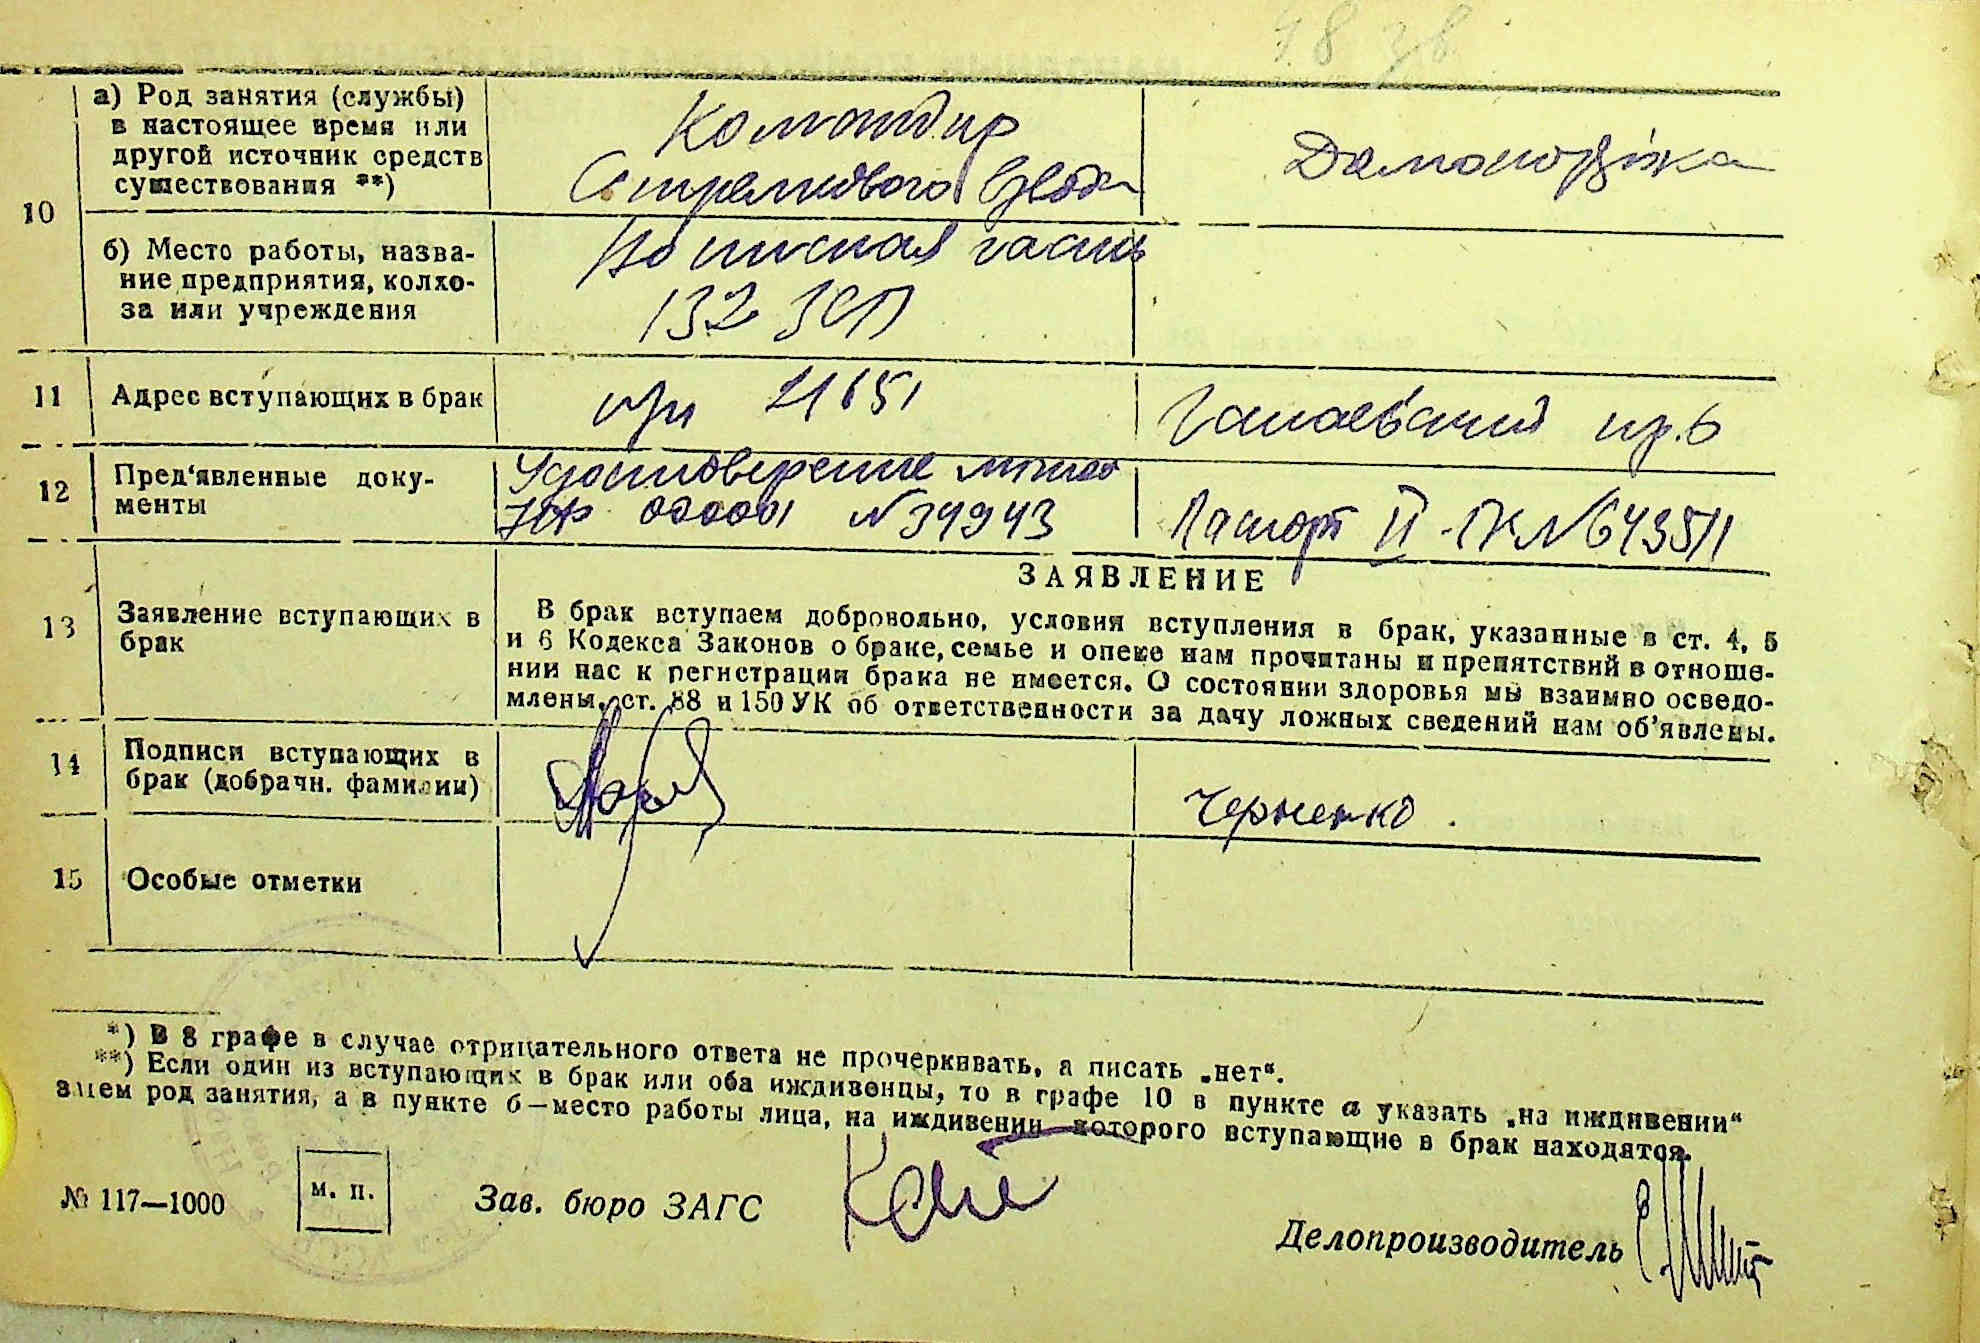 10
а) Род занятия (службы)
в настоящее время или
другой источник средств
существования **)
Командир
Стрелкового взвода
Домохозяйка
б) Место работы, назва-
ние предприятия, колхо-
за или учреждения
Воинская часть
132 ЗСП
11
Адрес вступающих в брак
Чапаевский пр. 6
12
Пред'явленные доку-
менты
Удостоверение
№ 34943
Паспорт II-ПК № 643511
ЗАЯВЛЕНИЕ
13
Заявление вступающих в
брак
В брак вступаем добровольно, условия вступления в брак, указанные в ст. 4, 5
и 6 Кодекса Законов о браке, семье и опеке нам прочитаны и препятствий в отноше-
нии нас к регистрации брака не имеется. О состоянии здоровья мы взаимно осведо-
млены, ст. 88 и 150 УК об ответственности за дачу ложных сведений нам об'явлены.
14
Подписи вступающих в
брак (добрачн. фамилии)
Черненко.
15
Особые отметки
*) В 8 графе в случае отрицательного ответа не прочеркивать, а писать „нет“.
**) Если один из вступающих в брак или оба иждивенцы, то в графе 10 в пункте а указать „на иждивении“
затем род занятия, а в пункте б—место работы лица, на иждивении которого вступающие в брак находятся.
№ 117—1000
м. п.
Зав. бюро ЗАГС
Делопроизводитель